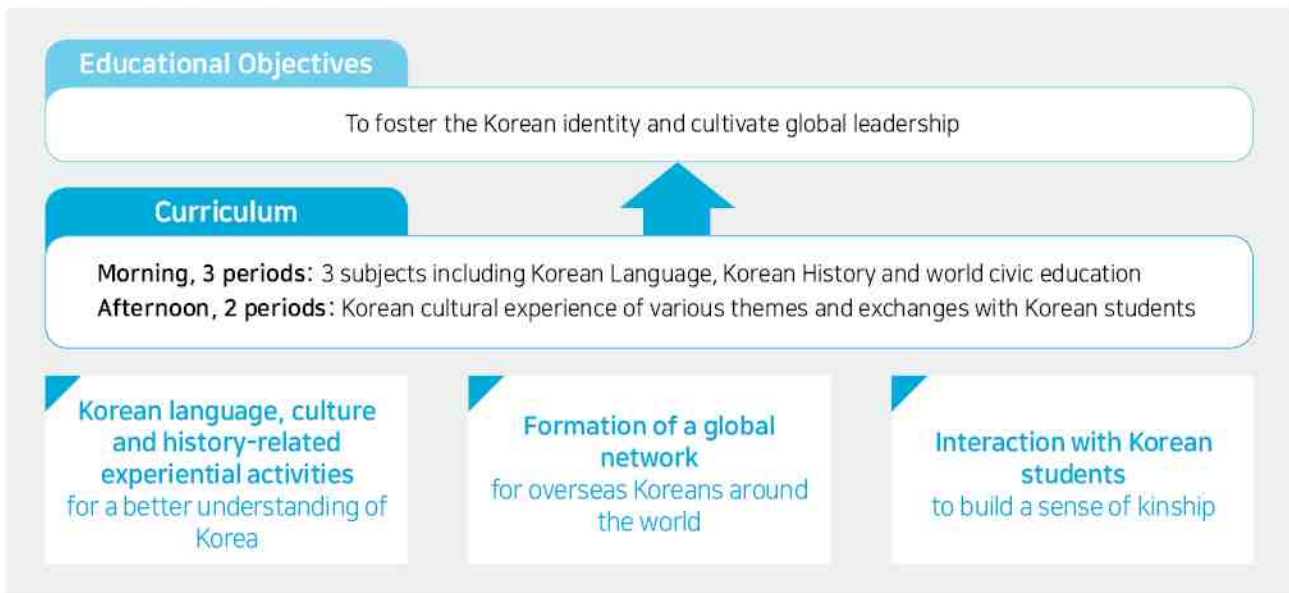 Educational Objectives
To foster the Korean identity and cultivate global leadership
Curriculum
Morning, 3 periods: 3 subjects including Korean Language, Korean History and world civic education
Afternoon, 2 periods: Korean cultural experience of various themes and exchanges with Korean students
Korean language, culture
and history-related
experiential activities
for a better understanding of
Korea
Formation of a global
network
for overseas Koreans around
the world
Interaction with Korean
students
to build a sense of kinship